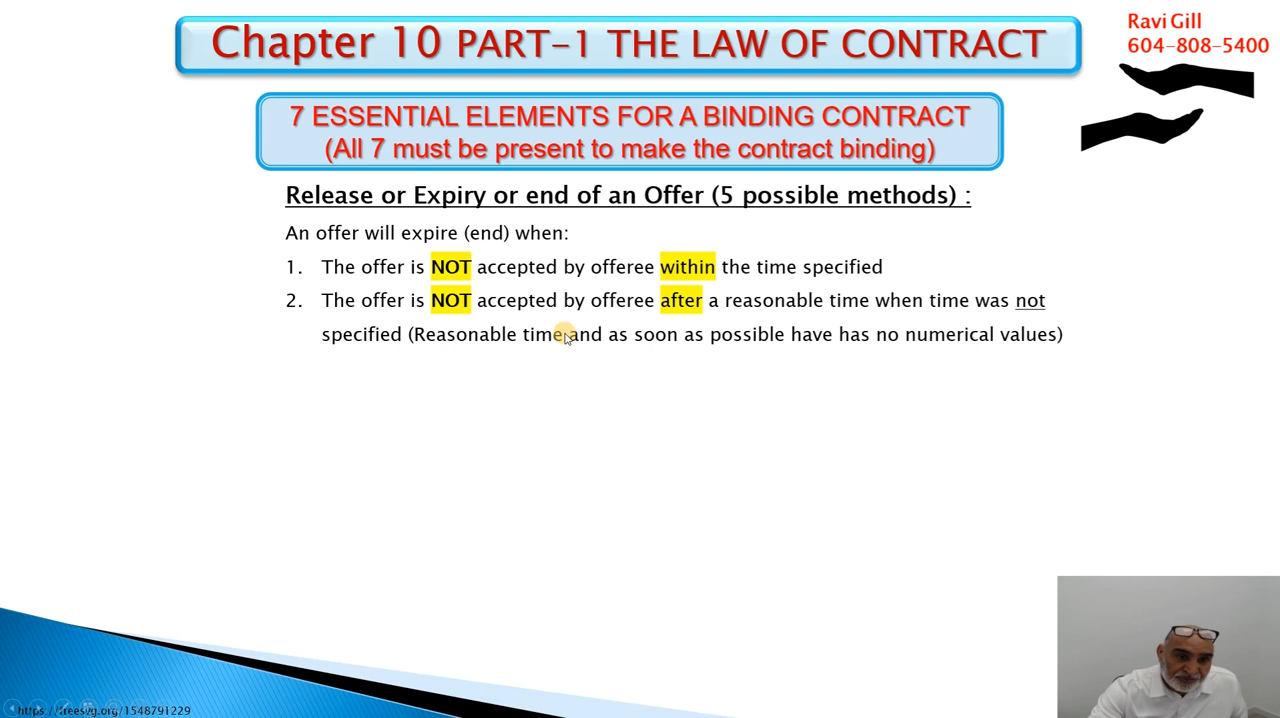 Chapter 10 PART-1 THE LAW OF CONTRACT
Ravi Gill
604-808-5400
7 ESSENTIAL ELEMENTS FOR A BINDING CONTRACT
(All 7 must be present to make the contract binding)
Release or Expiry or end of an Offer (5 possible methods) :
An offer will expire (end) when:
1. The offer is NOT accepted by offeree within the time specified
2. The offer is NOT accepted by offeree after a reasonable time when time was not
specified (Reasonable time and as soon as possible have has no numerical values)
https://freesvg.org/1548791229